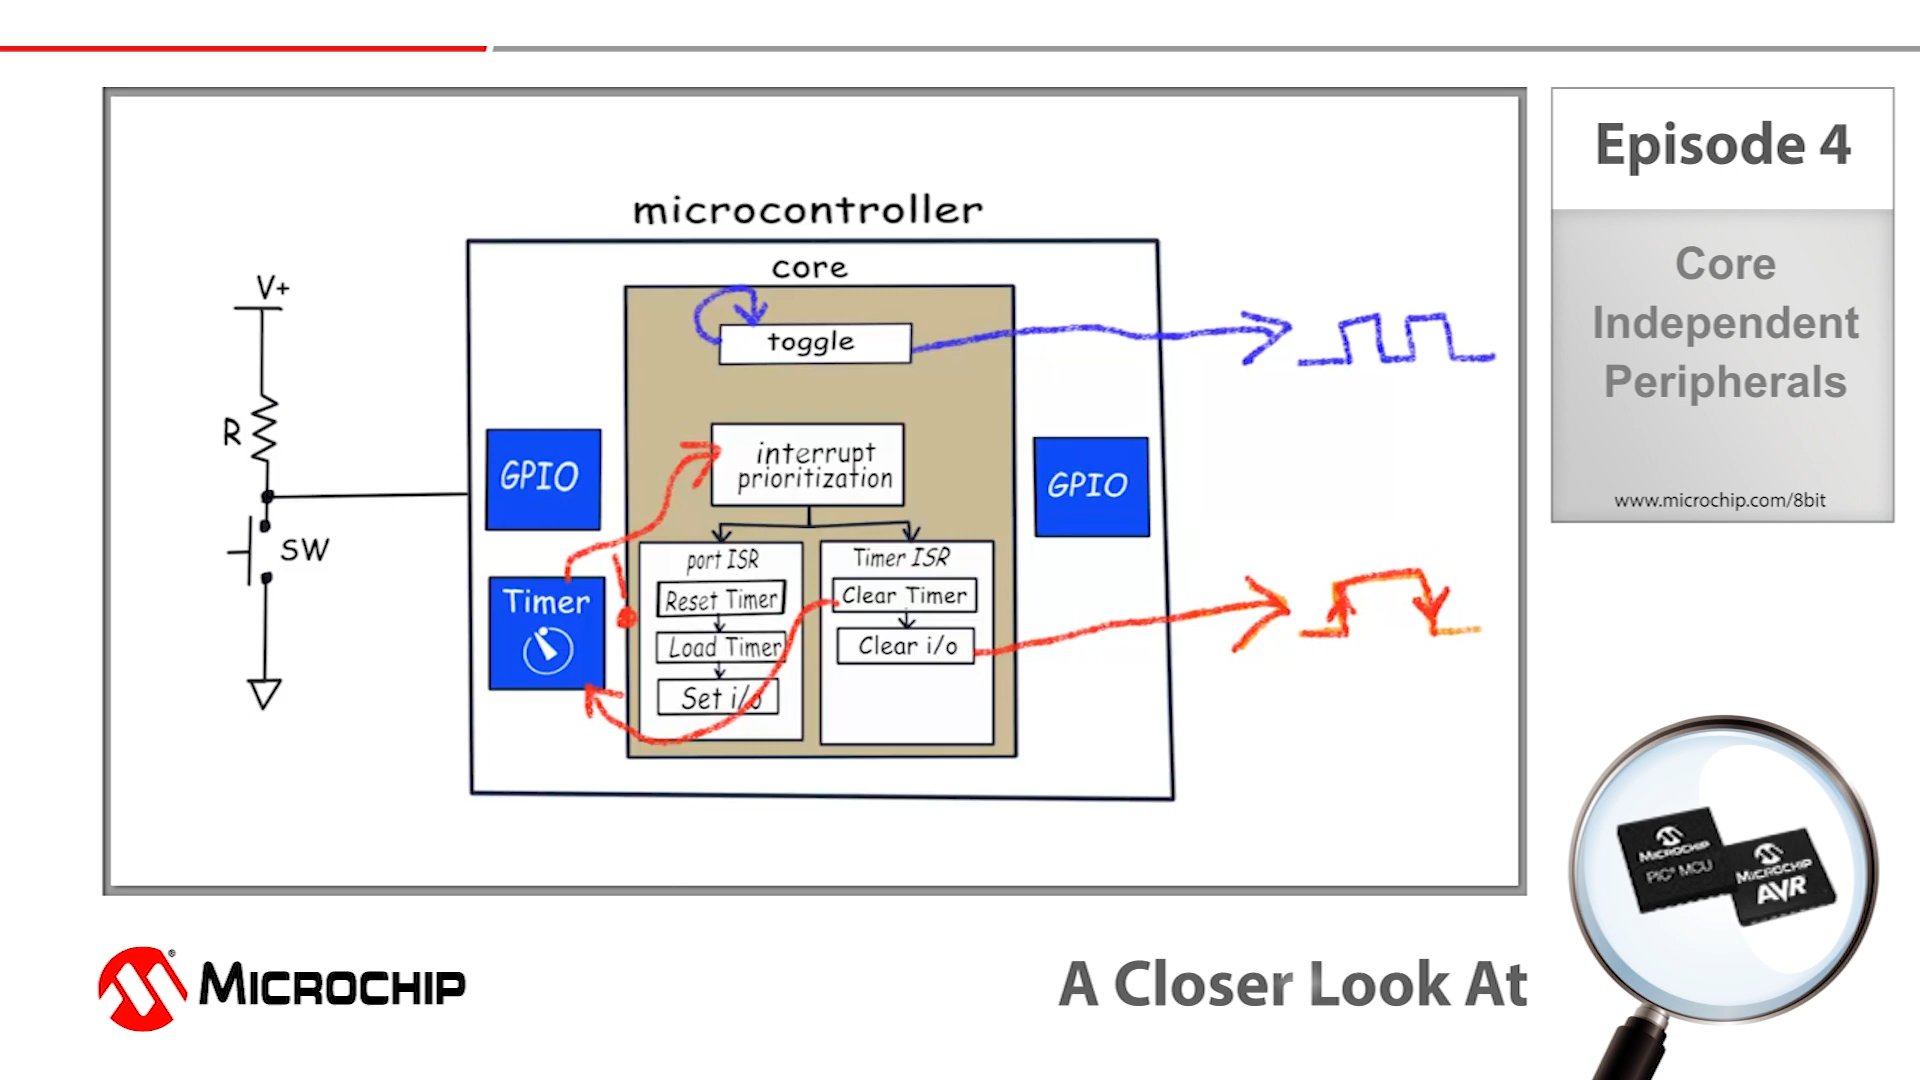 Episode 4
Core
Independent
Peripherals
www.microchip.com/8bit
microcontroller
core
V+
toggle
R
GPIO
interrupt
prioritization
GPIO
SW
port ISR
Timer ISR
Timer
Reset Timer
Clear Timer
Load Timer
Clear i/o
Set i/o
MICROCHIP
PIC® MCU
MICROCHIP
AVR
MICROCHIP
A Closer Look At